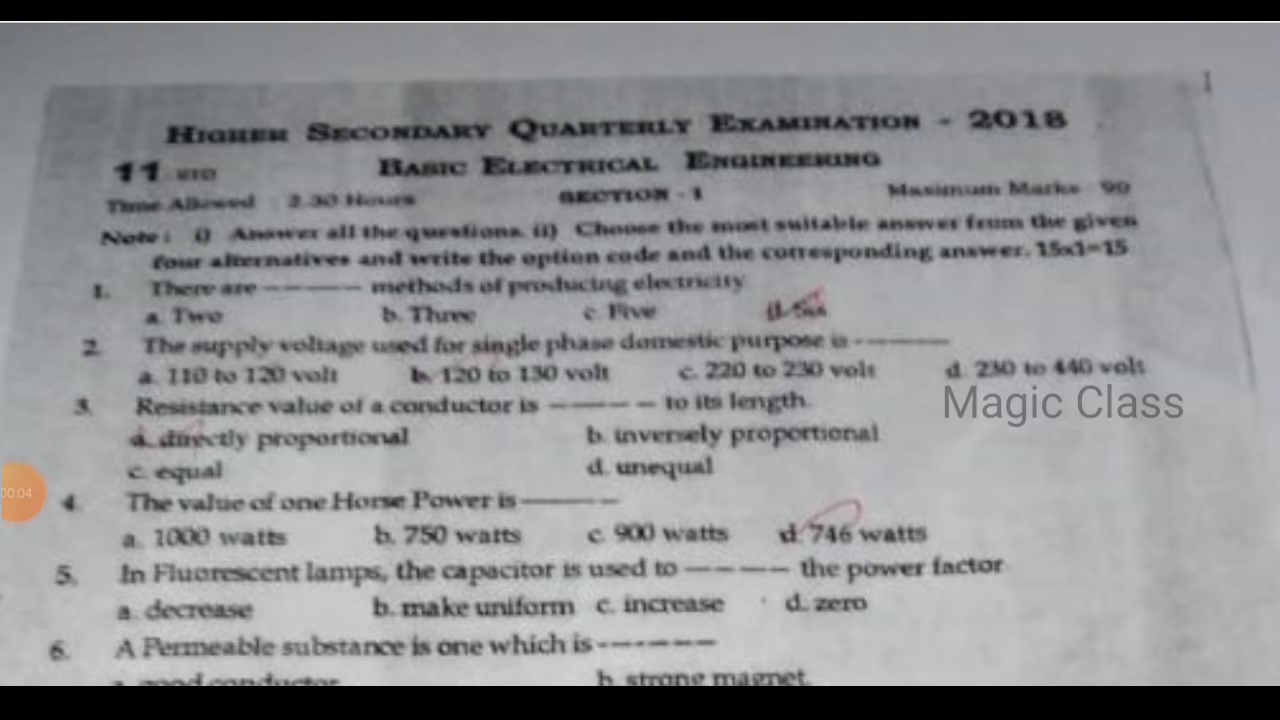 1
HIGHER SECONDARY QUARTERLY EXAMINATION - 2018
11 STD BASIC ELECTRICAL ENGINEERING
Time Allowed : 2.30 Hours SECTION - I Maximum Marks 90
Note : i) Answer all the questions. ii) Choose the most suitable answer from the given
four alternatives and write the option code and the corresponding answer. 15x1=15
1. There are ----- methods of producing electricity
a. Two b. Three c. Five d. Six
2. The supply voltage used for single phase domestic purpose is ------
a. 110 to 120 volt b. 120 to 130 volt c. 220 to 230 volt d. 230 to 440 volt
Magic Class
3. Resistance value of a conductor is ----- to its length.
a. directly proportional b. inversely proportional
c. equal d. unequal
00:04
4. The value of one Horse Power is -----
a. 1000 watts b. 750 watts c. 900 watts d. 746 watts
5. In Fluorescent lamps, the capacitor is used to ----- the power factor
a. decrease b. make uniform c. increase d. zero
6. A Permeable substance is one which is -------
a. good conductor b. strong magnet